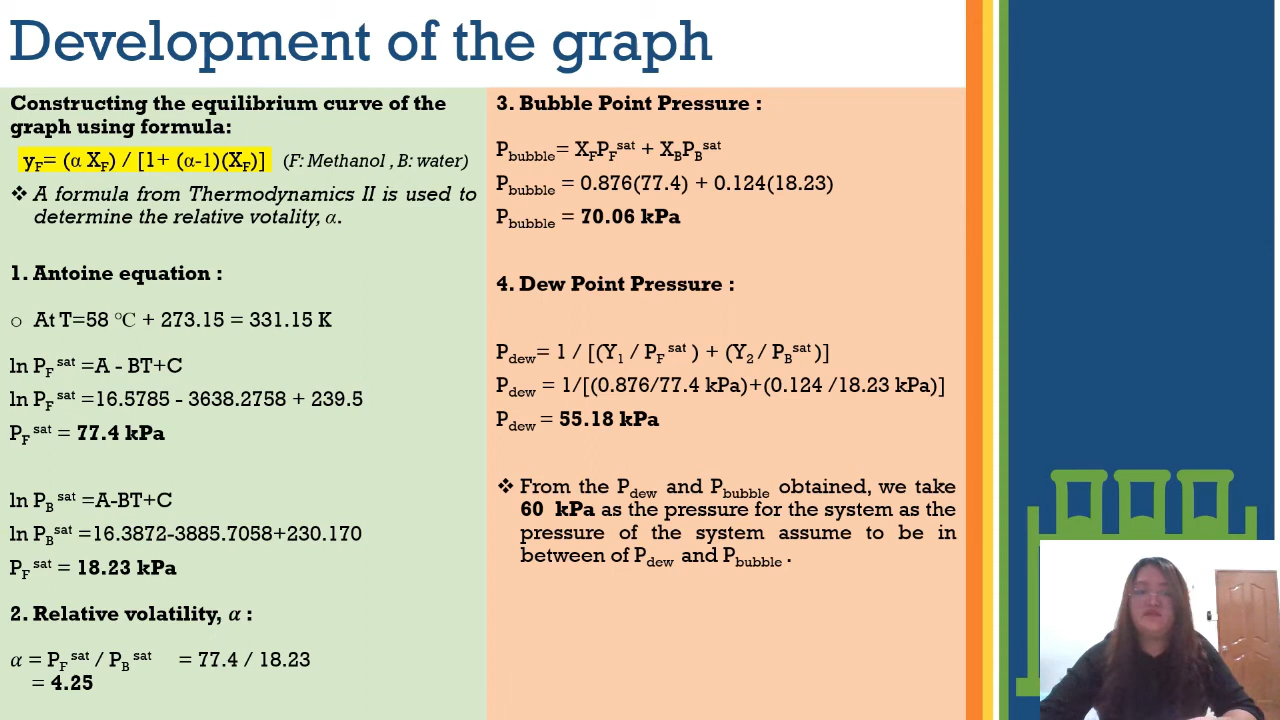 Development of the graph
Constructing the equilibrium curve of the
graph using formula:
yF= (α XF) / [1+ (α-1)(XF)] (F: Methanol , B: water)
❖ A formula from Thermodynamics II is used to
determine the relative votality, α.
1. Antoine equation :
○ At T=58 °C + 273.15 = 331.15 K
ln PF sat =A - BT+C
ln PF sat =16.5785 - 3638.2758 + 239.5
PF sat = 77.4 kPa
ln PB sat =A-BT+C
ln PBsat =16.3872-3885.7058+230.170
PF sat = 18.23 kPa
2. Relative volatility, α :
α = PF sat / PB sat = 77.4 / 18.23
= 4.25
3. Bubble Point Pressure :
Pbubble= XFPFsat + XBPBsat
Pbubble = 0.876(77.4) + 0.124(18.23)
Pbubble = 70.06 kPa
4. Dew Point Pressure :
Pdew= 1 / [(Y1 / PF sat ) + (Y2 / PBsat )]
Pdew = 1/[(0.876/77.4 kPa)+(0.124 /18.23 kPa)]
Pdew = 55.18 kPa
❖ From the Pdew and Pbubble obtained, we take
60 kPa as the pressure for the system as the
pressure of the system assume to be in
between of Pdew and Pbubble .